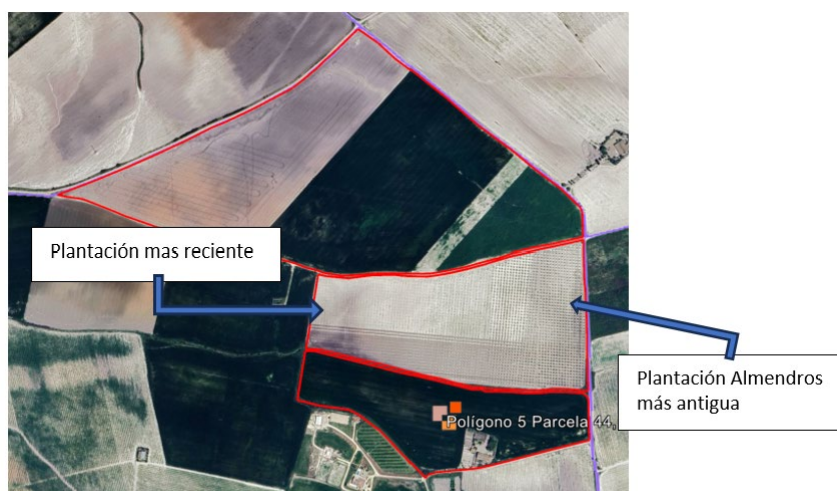 Plantación mas reciente
Plantación Almendros
más antigua
Polígono 5 Parcela 44